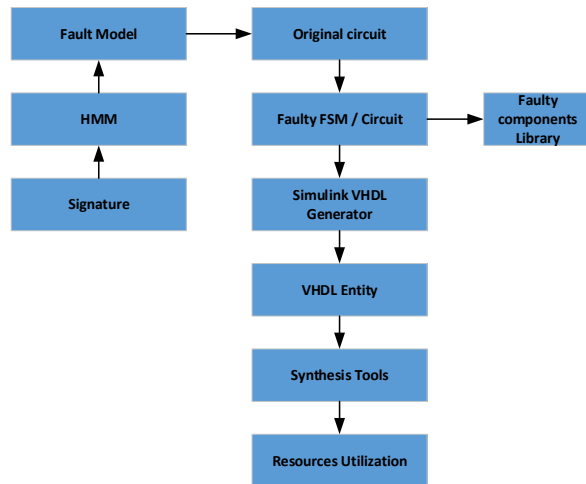 Fault Model
Original circuit
HMM
Faulty FSM / Circuit
Faulty
components
Library
Signature
Simulink VHDL
Generator
VHDL Entity
Synthesis Tools
Resources Utilization